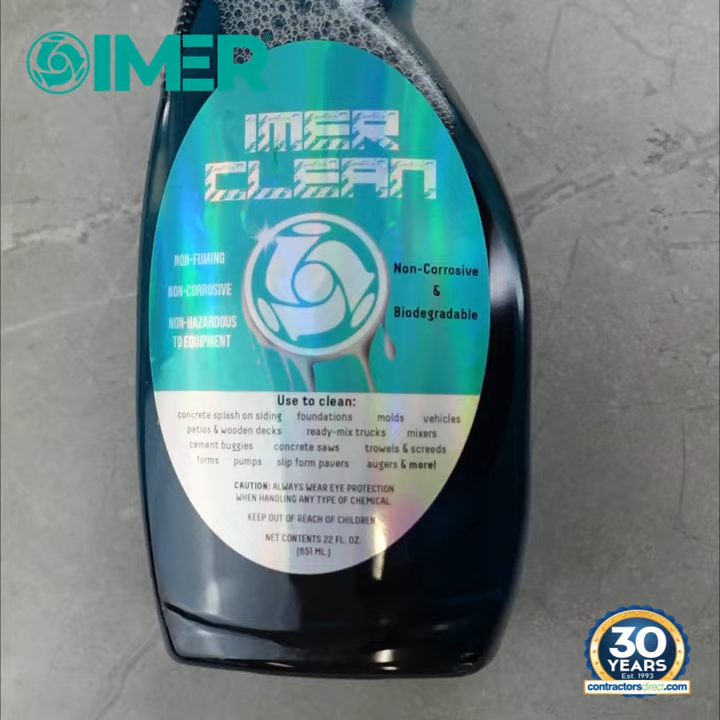 IMER
IMER
CLEAN
NON-FUMING
NON-CORROSIVE
NON-HAZARDOUS
TO EQUIPMENT
Non-Corrosive
&
Biodegradable
Use to clean:
concrete splash on siding foundations molds vehicles
patios & wooden decks ready-mix trucks mixers
cement buggies concrete saws trowels & screeds
forms pumps slip form pavers augers & more!
CAUTION: ALWAYS WEAR EYE PROTECTION
WHEN HANDLING ANY TYPE OF CHEMICAL.
KEEP OUT OF REACH OF CHILDREN
NET CONTENTS 22 FL. OZ.
(651 ML.)
30
YEARS
Est. 1993
contractorsdirect.com